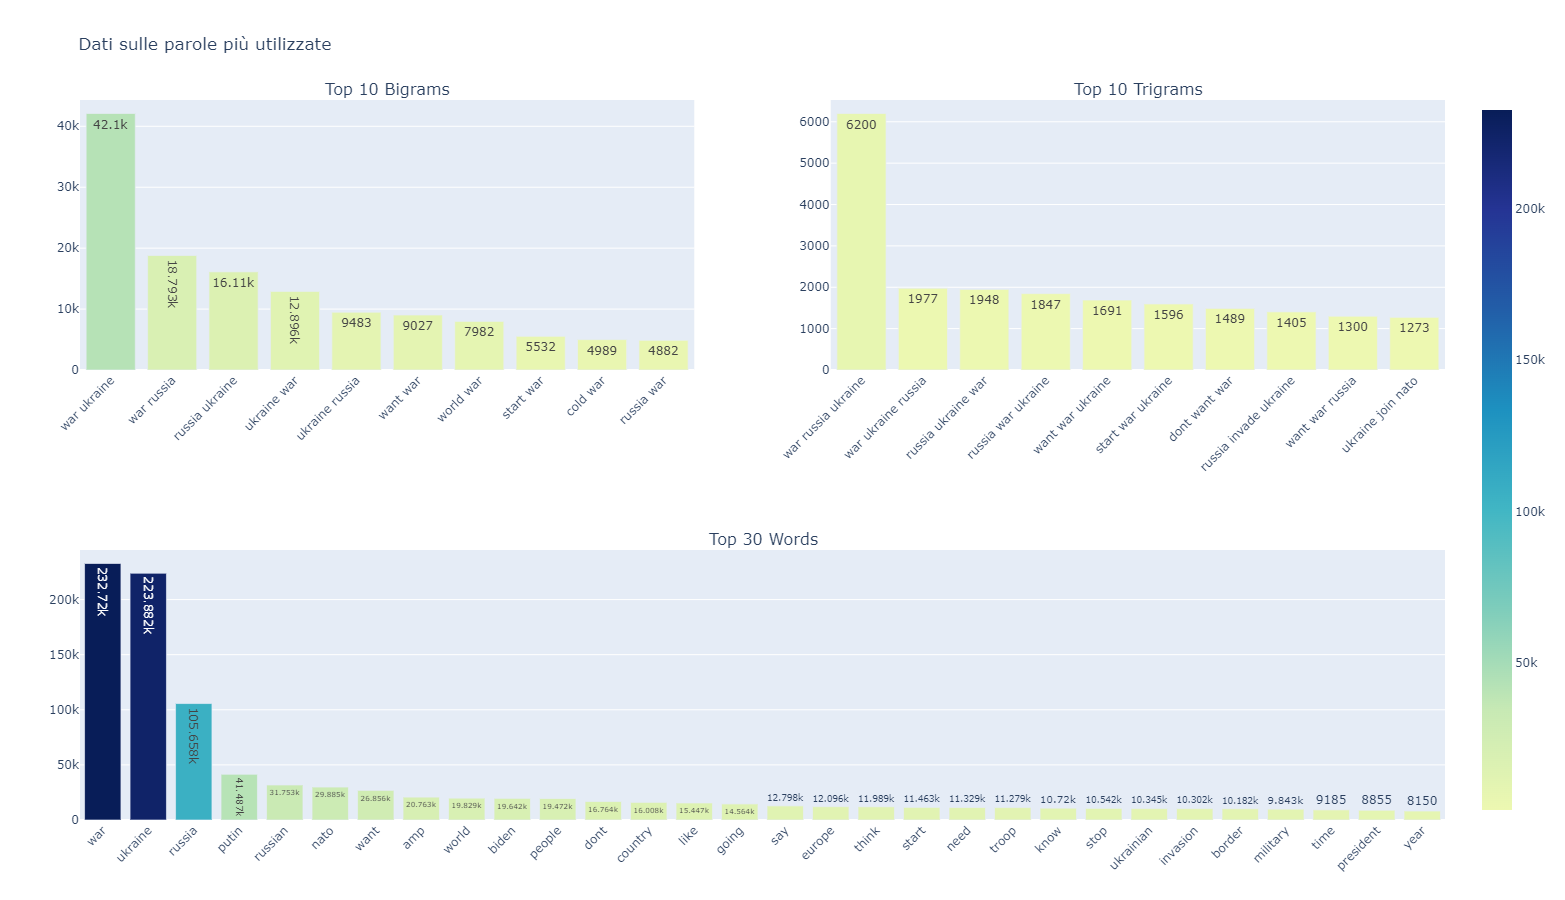 Dati sulle parole più utilizzate
Top 10 Bigrams
40k
30k
20k
10k
0
42.1k
18.793k
16.11k
12.896k
9483
9027
7982
5532
4989
4882
war ukraine
war russia
russia ukraine
ukraine war
ukraine russia
want war
world war
start war
cold war
russia war
Top 10 Trigrams
6000
5000
4000
3000
2000
1000
0
6200
1977
1948
1847
1691
1596
1489
1405
1300
1273
war russia ukraine
war ukraine russia
russia ukraine war
russia war ukraine
want war ukraine
start war ukraine
dont want war
russia invade ukraine
want war russia
ukraine join nato
200k
150k
100k
50k
Top 30 Words
200k
150k
100k
50k
0
232.72k
223.882k
105.658k
41.487k
31.753k
29.885k
26.856k
20.763k
19.829k
19.642k
19.472k
16.764k
16.008k
15.447k
14.564k
12.798k
12.096k
11.989k
11.463k
11.329k
11.279k
10.72k
10.542k
10.345k
10.302k
10.182k
9.843k
9185
8855
8150
war
ukraine
russia
putin
russian
nato
want
amp
world
biden
people
dont
country
like
going
say
europe
think
start
need
troop
know
stop
ukrainian
invasion
border
military
time
president
year